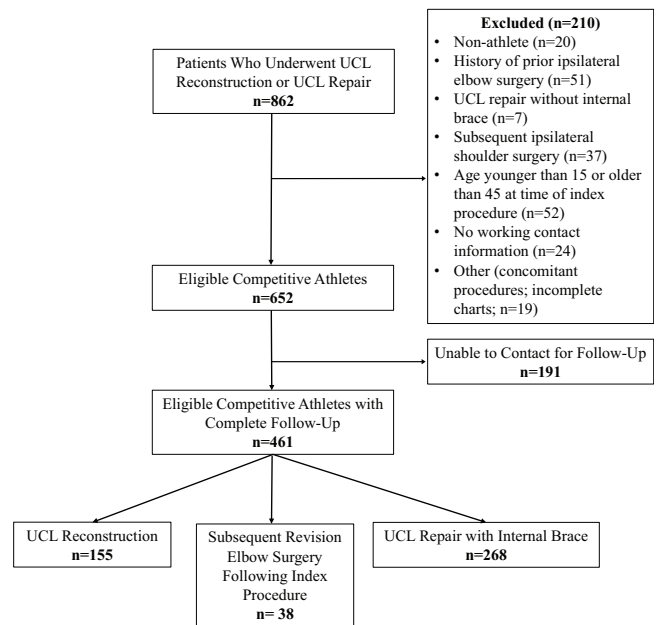 Patients Who Underwent UCL
Reconstruction or UCL Repair
n=862
Excluded (n=210)
• Non-athlete (n=20)
• History of prior ipsilateral
elbow surgery (n=51)
• UCL repair without internal
brace (n=7)
• Subsequent ipsilateral
shoulder surgery (n=37)
• Age younger than 15 or older
than 45 at time of index
procedure (n=52)
• No working contact
information (n=24)
• Other (concomitant
procedures; incomplete
charts; n=19)
Eligible Competitive Athletes
n=652
Unable to Contact for Follow-Up
n=191
Eligible Competitive Athletes with
Complete Follow-Up
n=461
UCL Reconstruction
n=155
Subsequent Revision
Elbow Surgery
Following Index
Procedure
n= 38
UCL Repair with Internal Brace
n=268